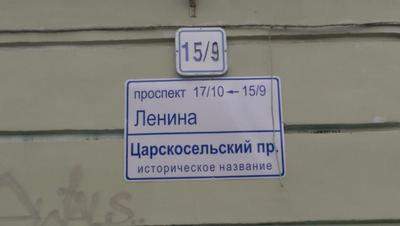 15/9
проспект 17/10 ← 15/9
Ленина
Царскосельский пр.
историческое название